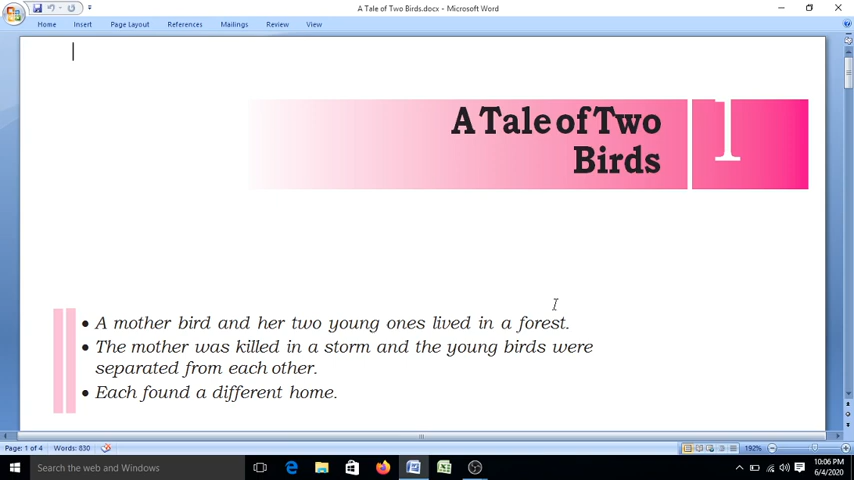 A Tale of Two Birds.docx - Microsoft Word
Home Insert Page Layout References Mailings Review View
A Tale of Two
Birds
1
• A mother bird and her two young ones lived in a forest.
• The mother was killed in a storm and the young birds were
separated from each other.
• Each found a different home.
Page: 1 of 4 Words: 830 192%
Search the web and Windows
10:06 PM
6/4/2020